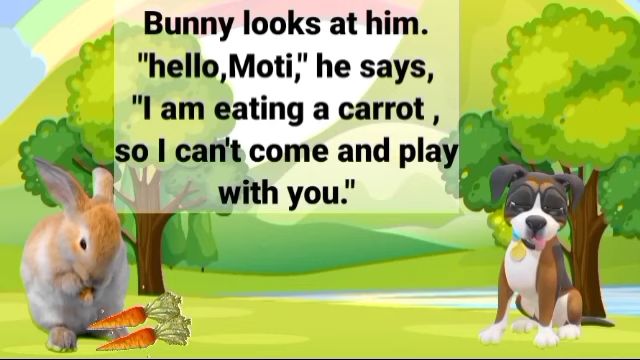 Bunny looks at him.
"hello,Moti," he says,
"I am eating a carrot ,
so I can't come and play
with you."